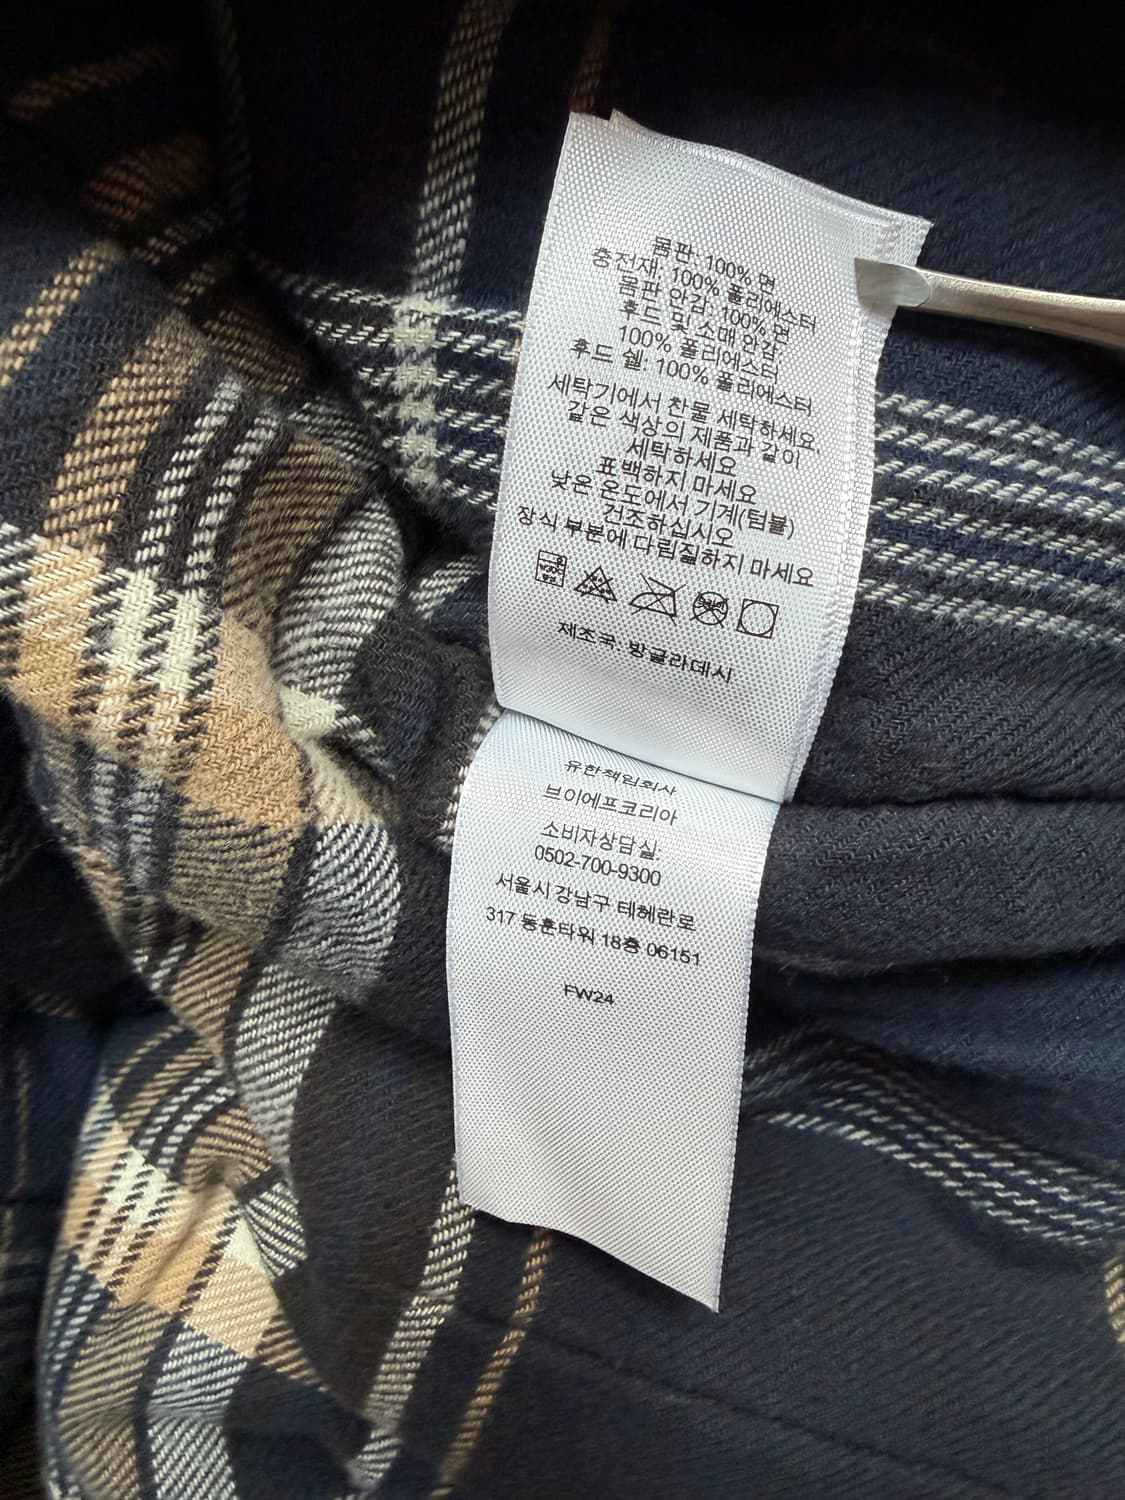 몸판: 100% 면
충전재: 100% 폴리에스터
몸판 안감: 100% 면
후드 및 소매 안감:
100% 폴리에스터
후드 쉘: 100% 폴리에스터
세탁기에서 찬물 세탁하세요
같은 색상의 제품과 같이
세탁하세요
표백하지 마세요
낮은 온도에서 기계(텀블)
건조하십시오
장식 부분에 다림질하지 마세요
제조국: 방글라데시
유한책임회사
브이에프코리아
소비자상담실:
0502-700-9300
서울시 강남구 테헤란로
317 동훈타워 18층 06151
FW24